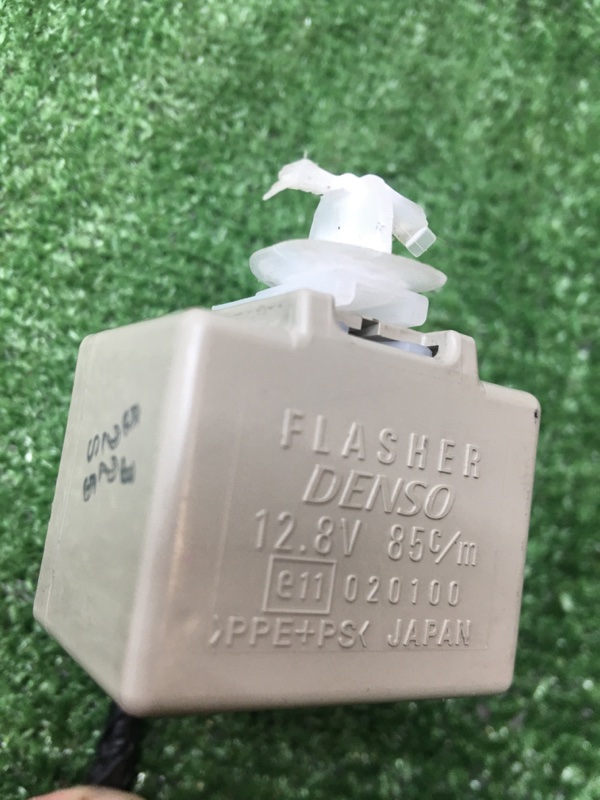 FLASHER
DENSO
12.8V 85c/m
e11 020100
>PPE+PS< JAPAN